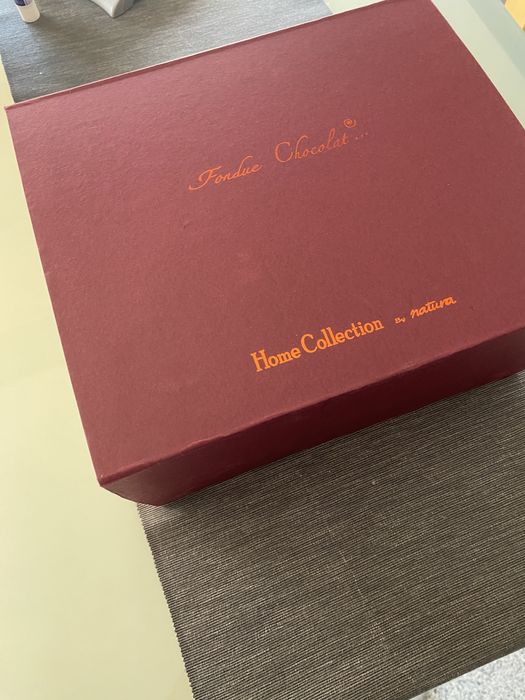 Fondue Chocolat...
Home Collection By natura